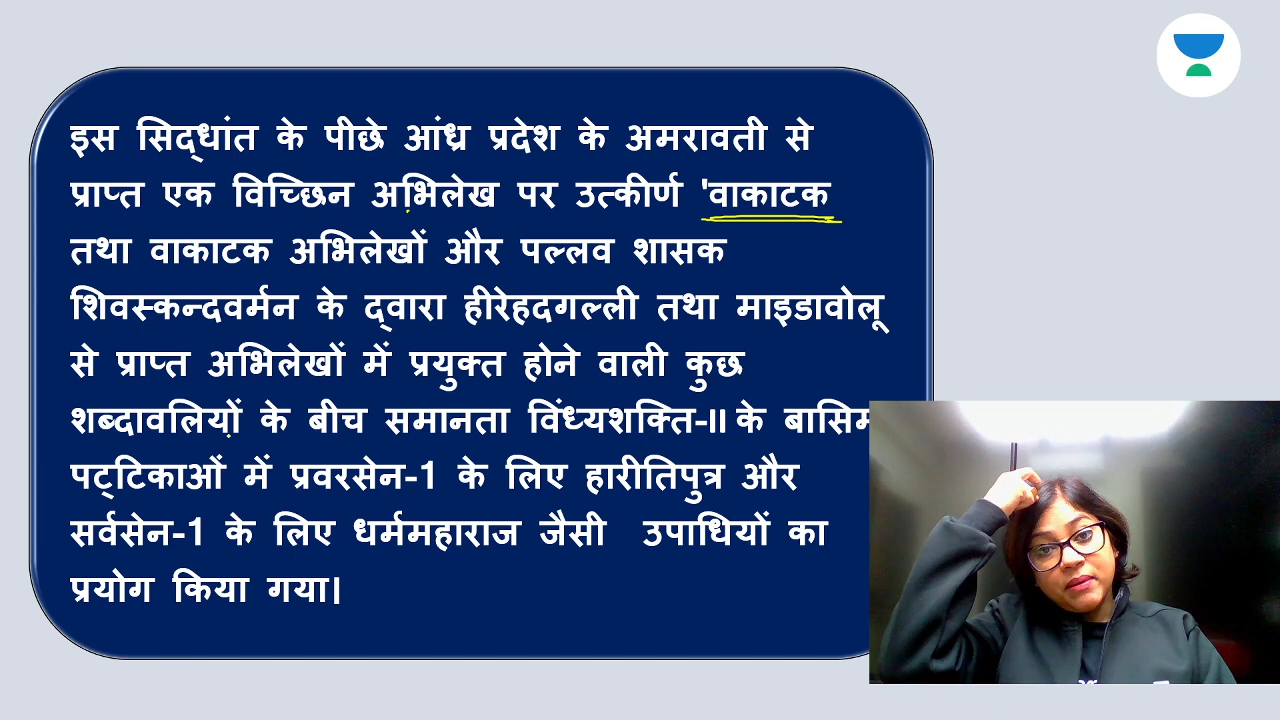 इस सिद्धांत के पीछे आंध्र प्रदेश के अमरावती से
प्राप्त एक विच्छिन अभिलेख पर उत्कीर्ण 'वाकाटक
तथा वाकाटक अभिलेखों और पल्लव शासक
शिवस्कन्दवर्मन के द्वारा हीरेहदगल्ली तथा माइडावोलू
से प्राप्त अभिलेखों में प्रयुक्त होने वाली कुछ
शब्दावलियों के बीच समानता विंध्यशक्ति-II के बासिम
पट्टिकाओं में प्रवरसेन-1 के लिए हारीतिपुत्र और
सर्वसेन-1 के लिए धर्ममहाराज जैसी उपाधियों का
प्रयोग किया गया।